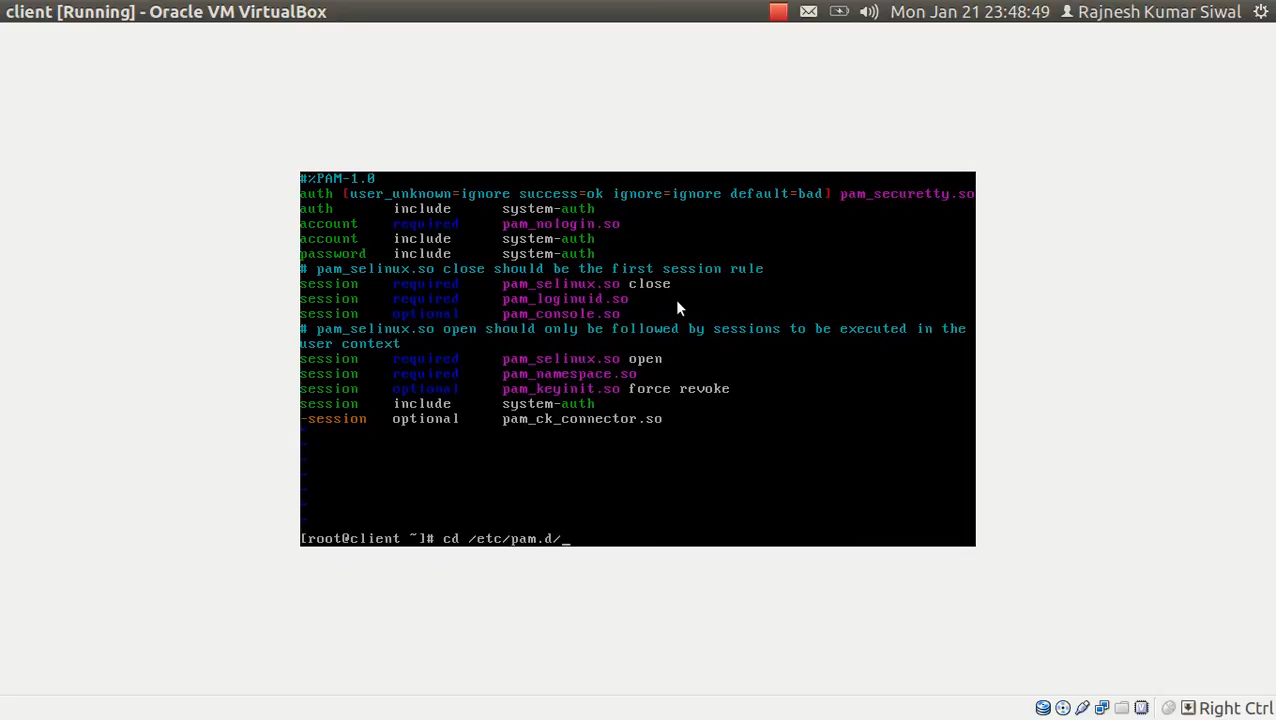 client [Running] - Oracle VM VirtualBox
Mon Jan 21 23:48:49 Rajnesh Kumar Siwal
#%PAM-1.0
auth [user_unknown=ignore success=ok ignore=ignore default=bad] pam_securetty.so
auth include system-auth
account required pam_nologin.so
account include system-auth
password include system-auth
# pam_selinux.so close should be the first session rule
session required pam_selinux.so close
session required pam_loginuid.so
session optional pam_console.so
# pam_selinux.so open should only be followed by sessions to be executed in the
user context
session required pam_selinux.so open
session required pam_namespace.so
session optional pam_keyinit.so force revoke
session include system-auth
-session optional pam_ck_connector.so
~
~
~
~
~
~
~
[root@client ~]# cd /etc/pam.d/_
Right Ctrl